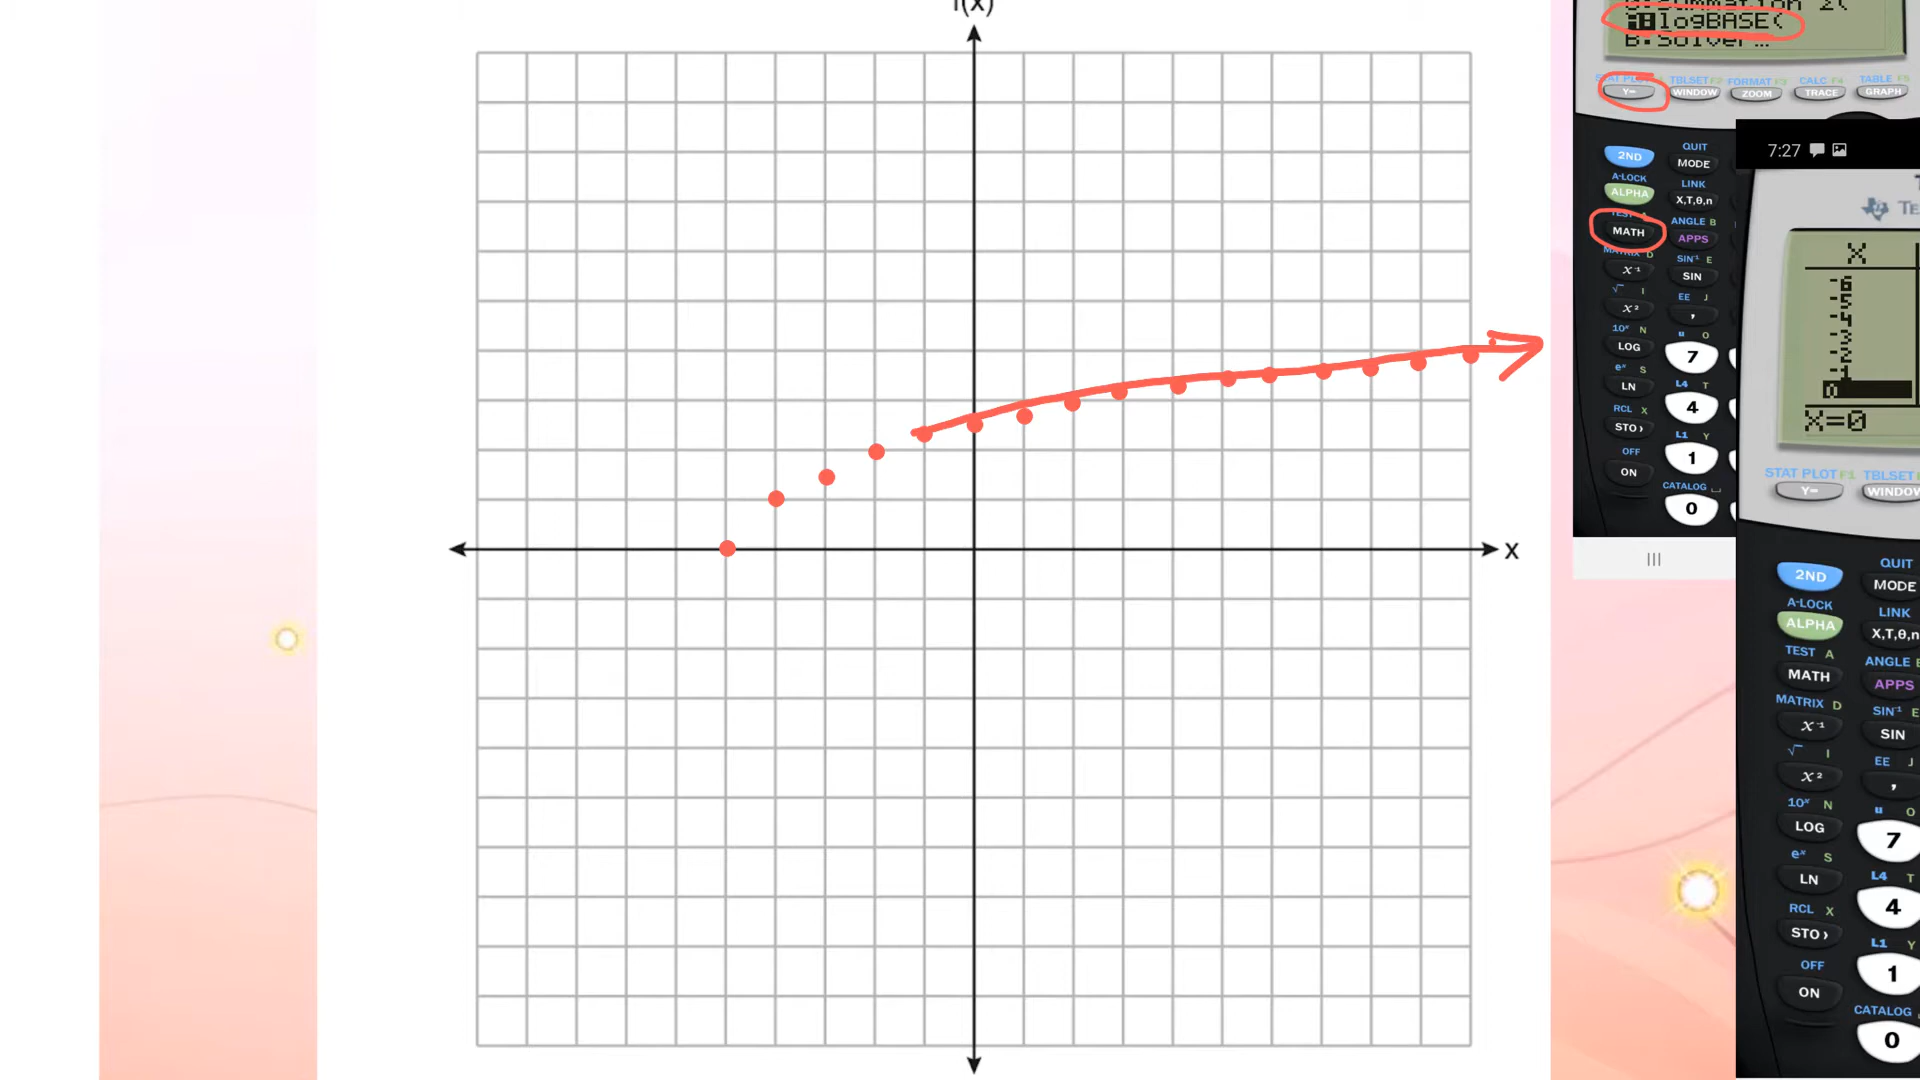 f(x)
x
logBASE(
B:Solver…
STAT PLOT F1 TBLSET F2 FORMAT F3 CALC F4 TABLE F5
Y= WINDOW ZOOM TRACE GRAPH
QUIT
2ND MODE
A-LOCK LINK
ALPHA X,T,θ,n
TEST A ANGLE B
MATH APPS
MATRIX D SIN⁻¹ E
x⁻¹ SIN
√ I EE J
x² ,
10ˣ N u O
LOG 7
eˣ S L4 T
LN 4
RCL X L1 Y
STO› 1
OFF CATALOG
ON 0
7:27
X
-6
-5
-4
-3
-2
-1
0
X=0
STAT PLOT F1 TBLSET
Y= WINDOW
QUIT
2ND MODE
A-LOCK LINK
ALPHA X,T,θ,n
TEST A ANGLE
MATH APPS
MATRIX D SIN⁻¹ E
x⁻¹ SIN
√ I EE J
x² ,
10ˣ N u O
LOG 7
eˣ S L4 T
LN 4
RCL X L1 Y
STO› 1
OFF CATALOG
ON 0